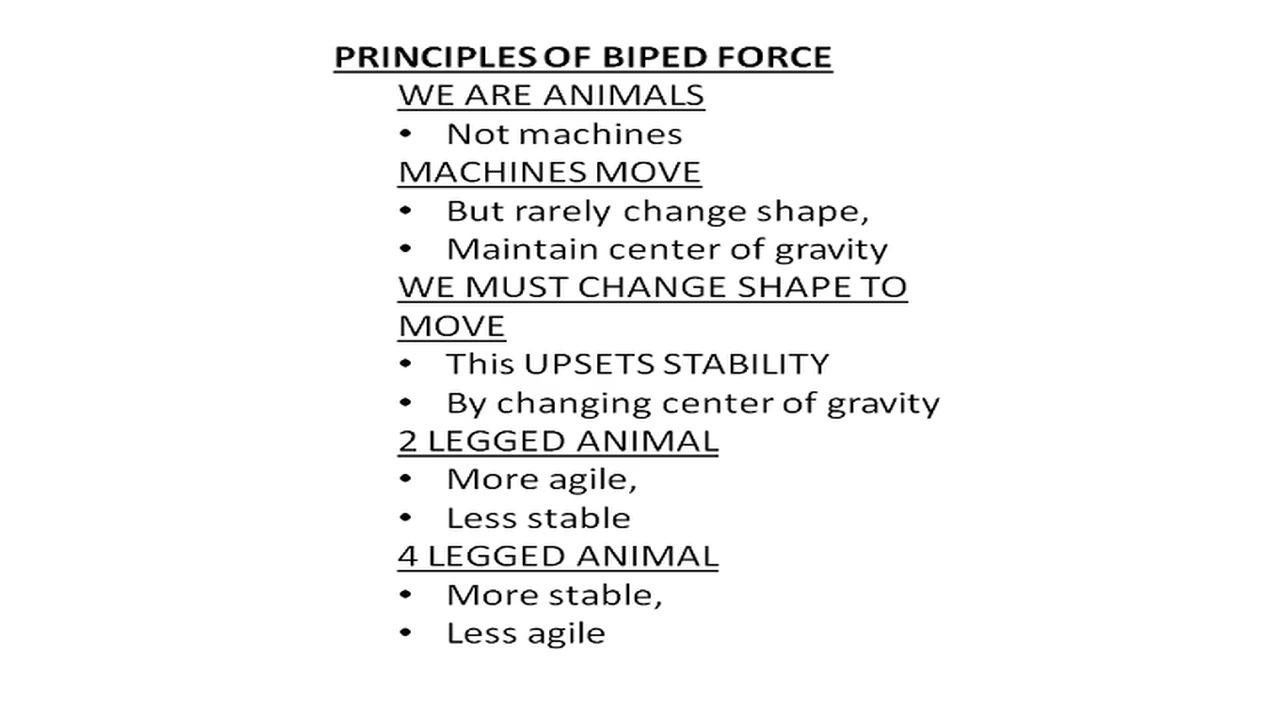 PRINCIPLES OF BIPED FORCE
WE ARE ANIMALS
• Not machines
MACHINES MOVE
• But rarely change shape,
• Maintain center of gravity
WE MUST CHANGE SHAPE TO
MOVE
• This UPSETS STABILITY
• By changing center of gravity
2 LEGGED ANIMAL
• More agile,
• Less stable
4 LEGGED ANIMAL
• More stable,
• Less agile